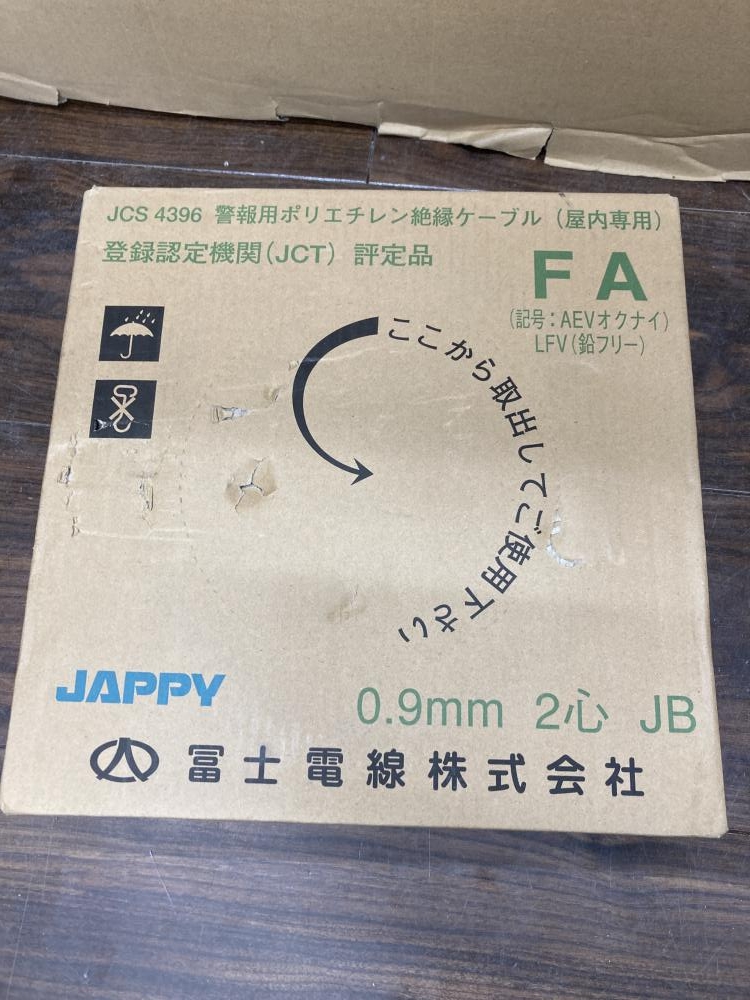 JCS 4396 警報用ポリエチレン絶縁ケーブル（屋内専用）
登録認定機関(JCT) 評定品
FA
(記号：AEVオクナイ)
LFV(鉛フリー)
ここから取出してご使用下さい
JAPPY
0.9mm 2心 JB
冨士電線株式会社